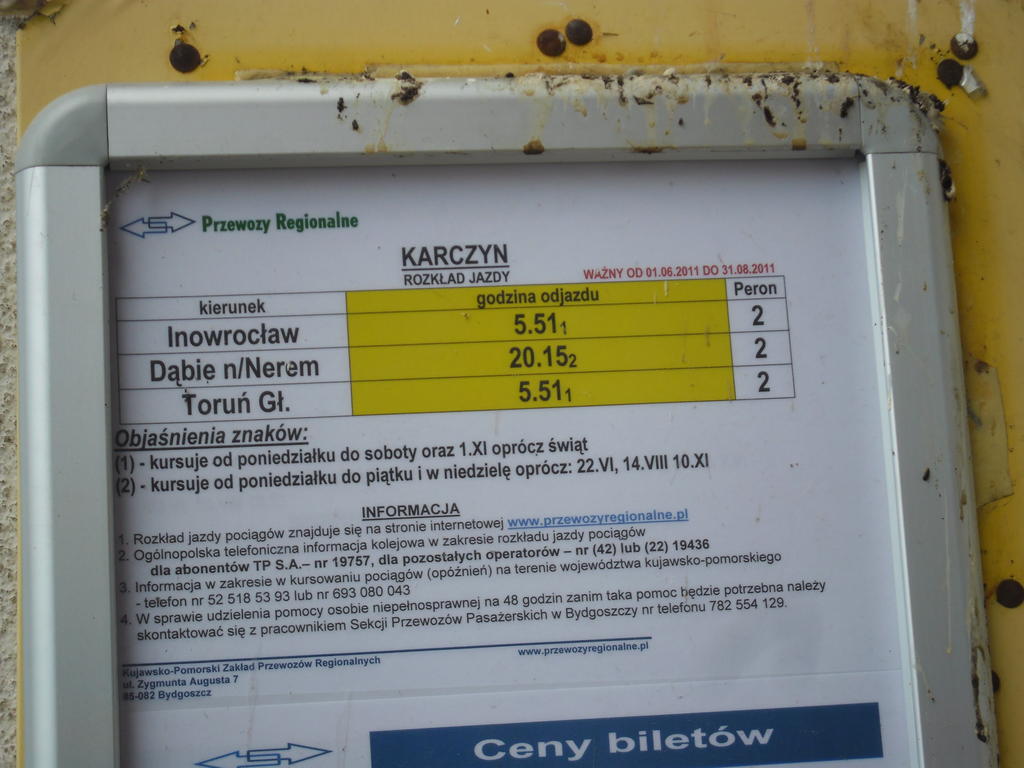 Przewozy Regionalne
KARCZYN
ROZKŁAD JAZDY
WAŻNY OD 01.06.2011 DO 31.08.2011
kierunek godzina odjazdu Peron
Inowrocław 5.51₁ 2
Dąbie n/Nerem 20.15₂ 2
Toruń Gł. 5.51₁ 2
Objaśnienia znaków:
(1) - kursuje od poniedziałku do soboty oraz 1.XI oprócz świąt
(2) - kursuje od poniedziałku do piątku i w niedzielę oprócz: 22.VI, 14.VIII 10.XI
INFORMACJA
1. Rozkład jazdy pociągów znajduje się na stronie internetowej www.przewozyregionalne.pl
2. Ogólnopolska telefoniczna informacja kolejowa w zakresie rozkładu jazdy pociągów
dla abonentów TP S.A.– nr 19757, dla pozostałych operatorów – nr (42) lub (22) 19436
3. Informacja w zakresie w kursowaniu pociągów (opóźnień) na terenie województwa kujawsko-pomorskiego
- telefon nr 52 518 53 93 lub nr 693 080 043
4. W sprawie udzielenia pomocy osobie niepełnosprawnej na 48 godzin zanim taka pomoc będzie potrzebna należy
skontaktować się z pracownikiem Sekcji Przewozów Pasażerskich w Bydgoszczy nr telefonu 782 554 129.
Kujawsko-Pomorski Zakład Przewozów Regionalnych www.przewozyregionalne.pl
ul. Zygmunta Augusta 7
85-082 Bydgoszcz
Ceny biletów